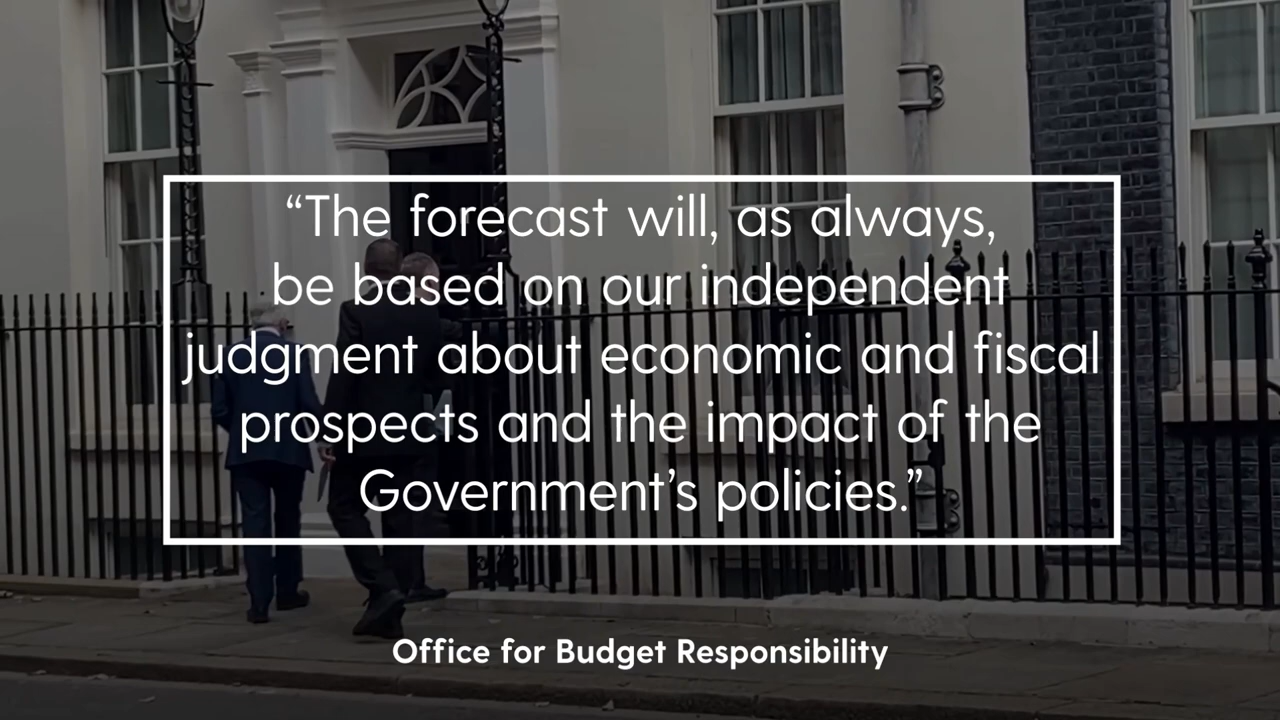 “The forecast will, as always,
be based on our independent
judgment about economic and fiscal
prospects and the impact of the
Government’s policies.”
Office for Budget Responsibility